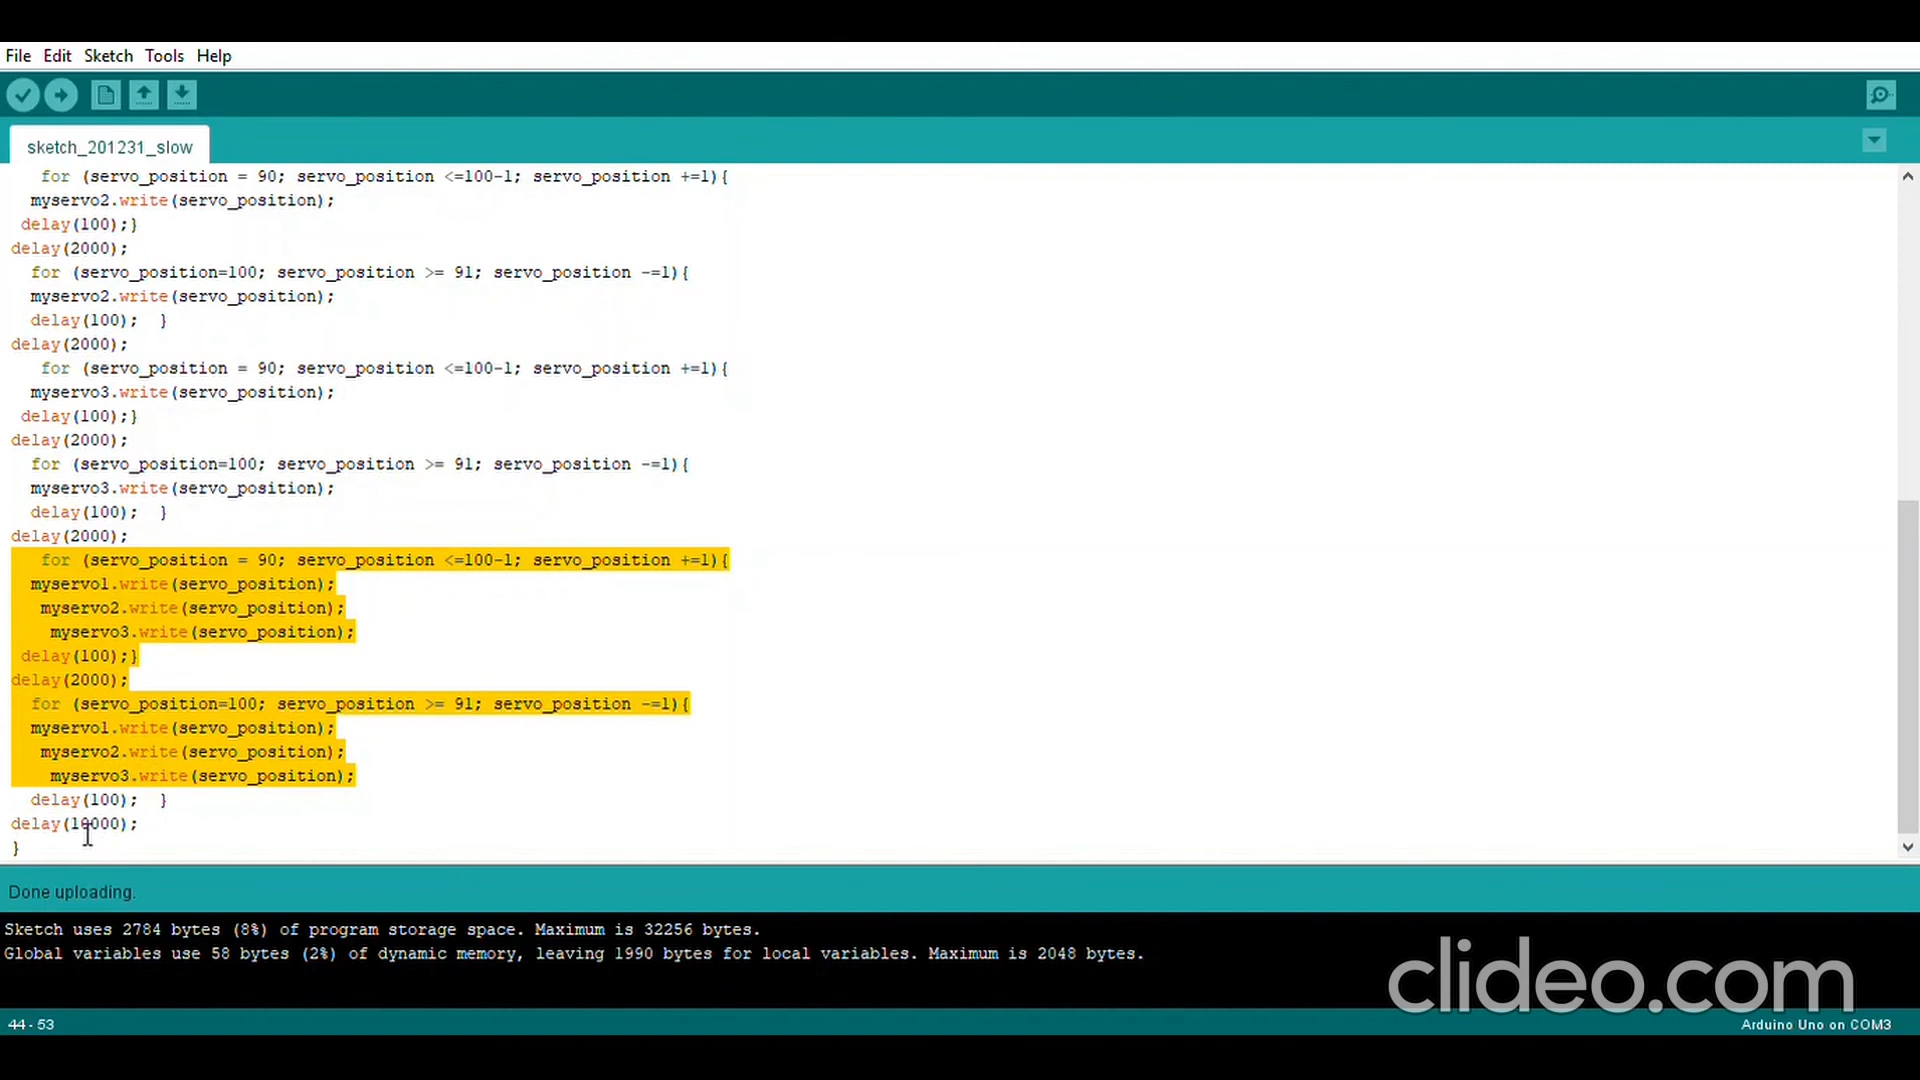 File Edit Sketch Tools Help
sketch_201231_slow
for (servo_position = 90; servo_position <=100-1; servo_position +=1){
myservo2.write(servo_position);
delay(100);}
delay(2000);
for (servo_position=100; servo_position >= 91; servo_position -=1){
myservo2.write(servo_position);
delay(100);  }
delay(2000);
for (servo_position = 90; servo_position <=100-1; servo_position +=1){
myservo3.write(servo_position);
delay(100);}
delay(2000);
for (servo_position=100; servo_position >= 91; servo_position -=1){
myservo3.write(servo_position);
delay(100);  }
delay(2000);
for (servo_position = 90; servo_position <=100-1; servo_position +=1){
myservo1.write(servo_position);
myservo2.write(servo_position);
myservo3.write(servo_position);
delay(100);}
delay(2000);
for (servo_position=100; servo_position >= 91; servo_position -=1){
myservo1.write(servo_position);
myservo2.write(servo_position);
myservo3.write(servo_position);
delay(100);  }
delay(10000);
}
Done uploading.
Sketch uses 2784 bytes (8%) of program storage space. Maximum is 32256 bytes.
Global variables use 58 bytes (2%) of dynamic memory, leaving 1990 bytes for local variables. Maximum is 2048 bytes.
clideo.com
44 - 53
Arduino Uno on COM3